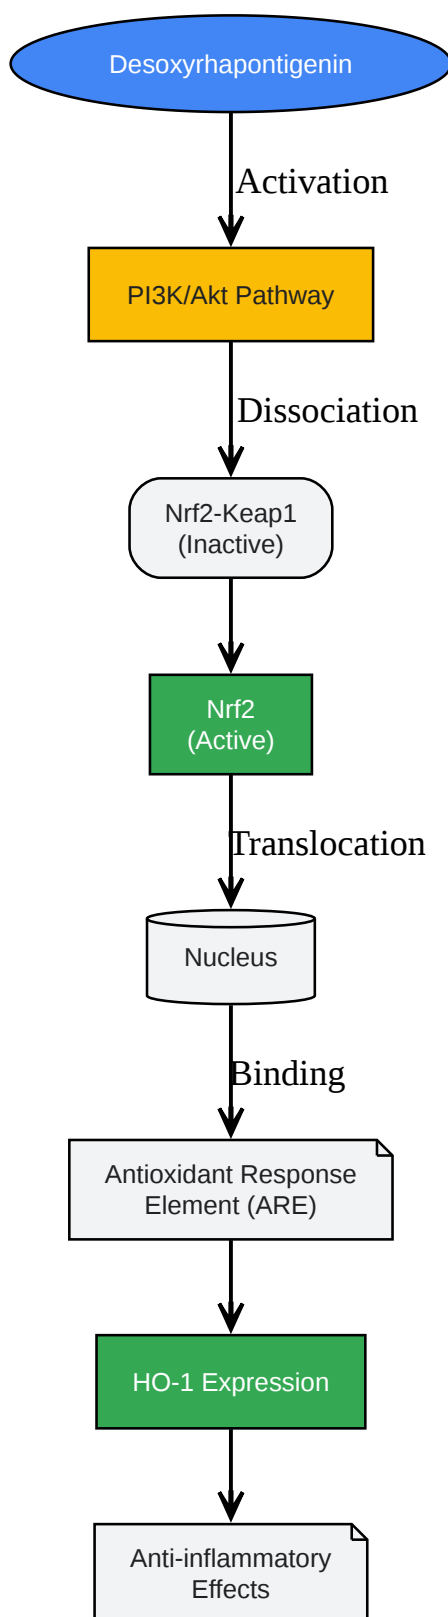 Desoxyrhapontigenin
Activation
PI3K/Akt Pathway
Dissociation
Nrf2-Keap1
(Inactive)
Nrf2
(Active)
Translocation
Nucleus
Binding
Antioxidant Response
Element (ARE)
HO-1 Expression
Anti-inflammatory
Effects